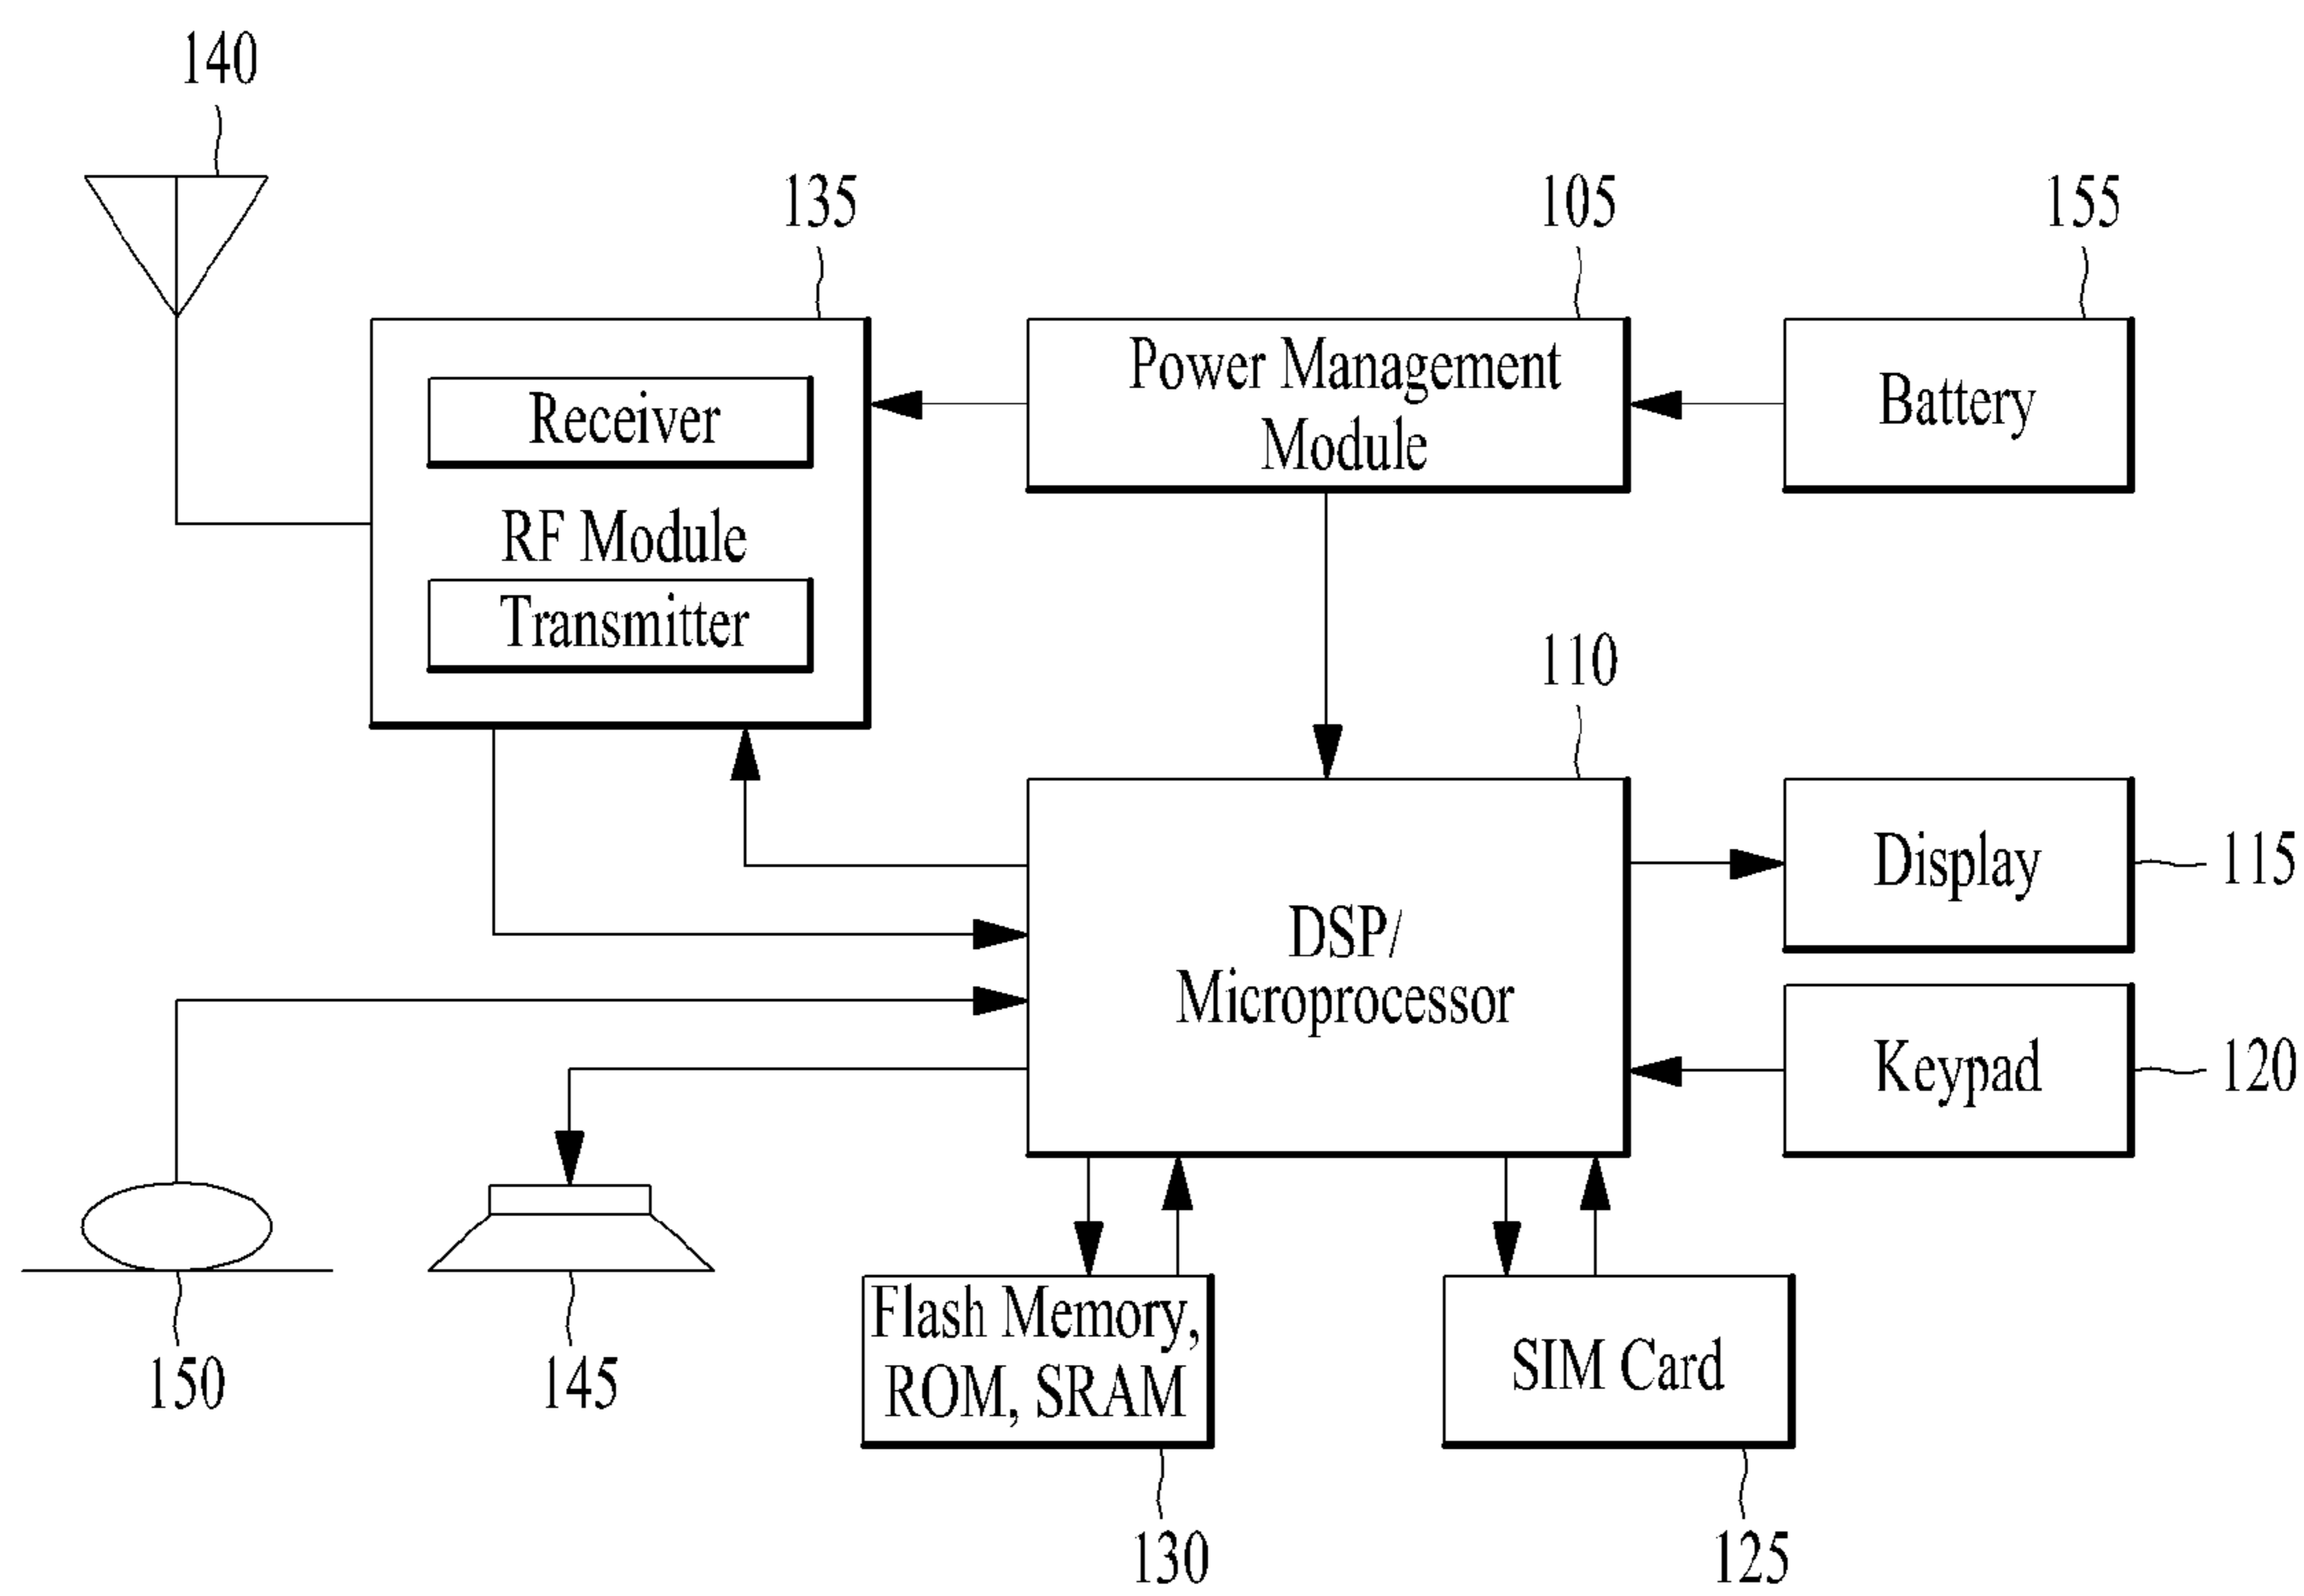 140
135
105
155
Receiver
RF Module
Transmitter
Power Management
Module
Battery
110
DSP/
Microprocessor
Display
115
Keypad
120
150
145
Flash Memory,
ROM, SRAM
SIM Card
130
125